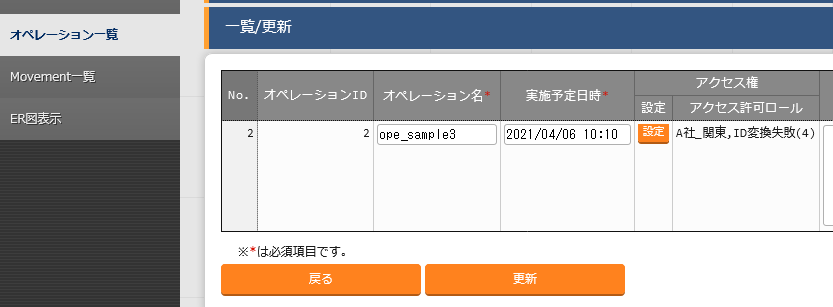 オペレーション一覧
Movement一覧
ER図表示
一覧/更新
No. オペレーションID オペレーション名* 実施予定日時* アクセス権
設定 アクセス許可ロール
2 2 ope_sample3 2021/04/06 10:10 設定 A社_関東,ID変換失敗(4)
※*は必須項目です。
戻る 更新